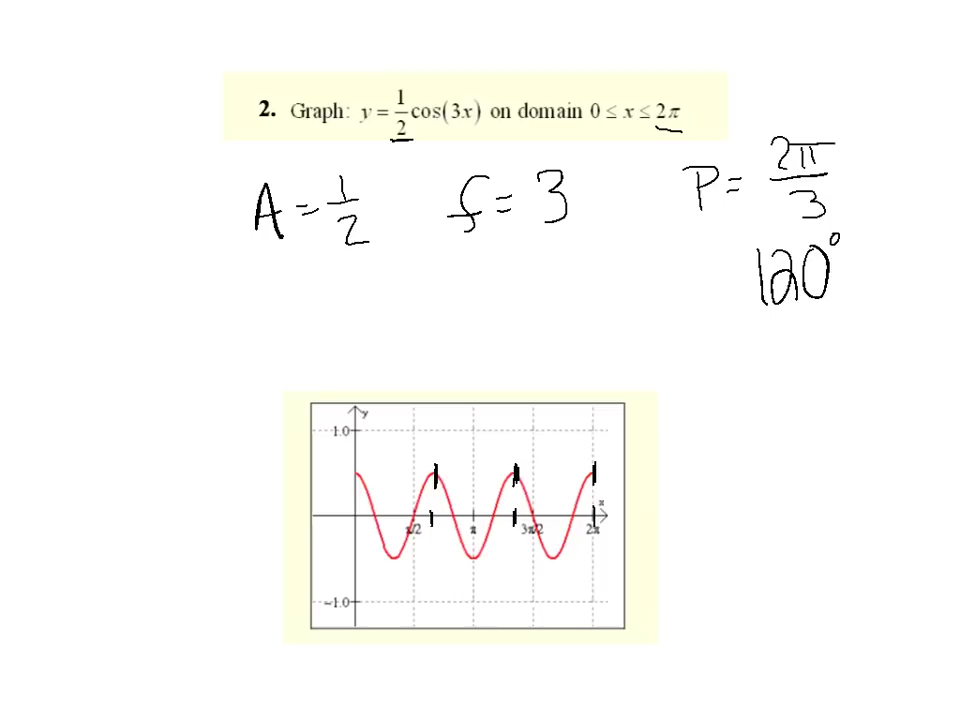 2. Graph: y = 1/2 cos(3x) on domain 0 ≤ x ≤ 2π
A = 1/2 f = 3 P = 2π/3
120°
y
1.0
x
π/2 π 3π/2 2π
-1.0